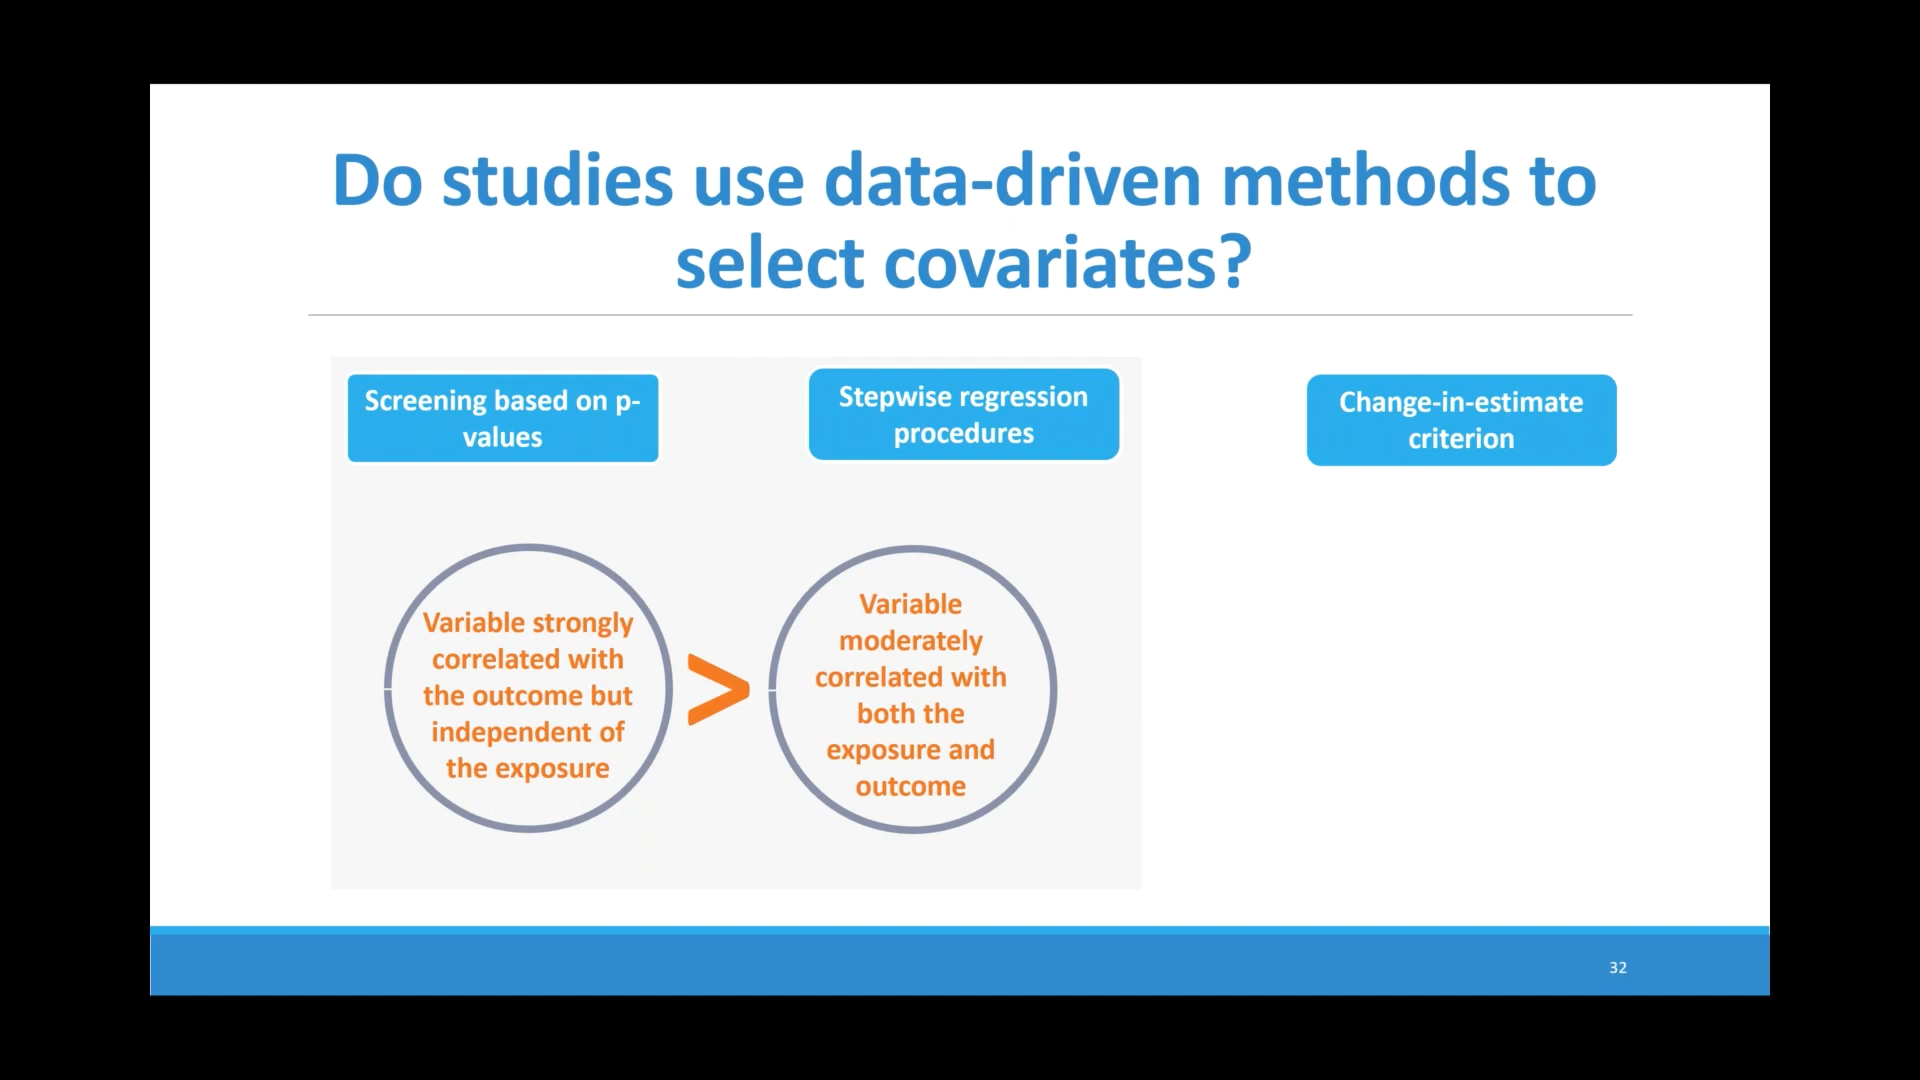 Do studies use data-driven methods to
select covariates?
Screening based on p-
values
Stepwise regression
procedures
Change-in-estimate
criterion
Variable strongly
correlated with
the outcome but
independent of
the exposure
>
Variable
moderately
correlated with
both the
exposure and
outcome
32